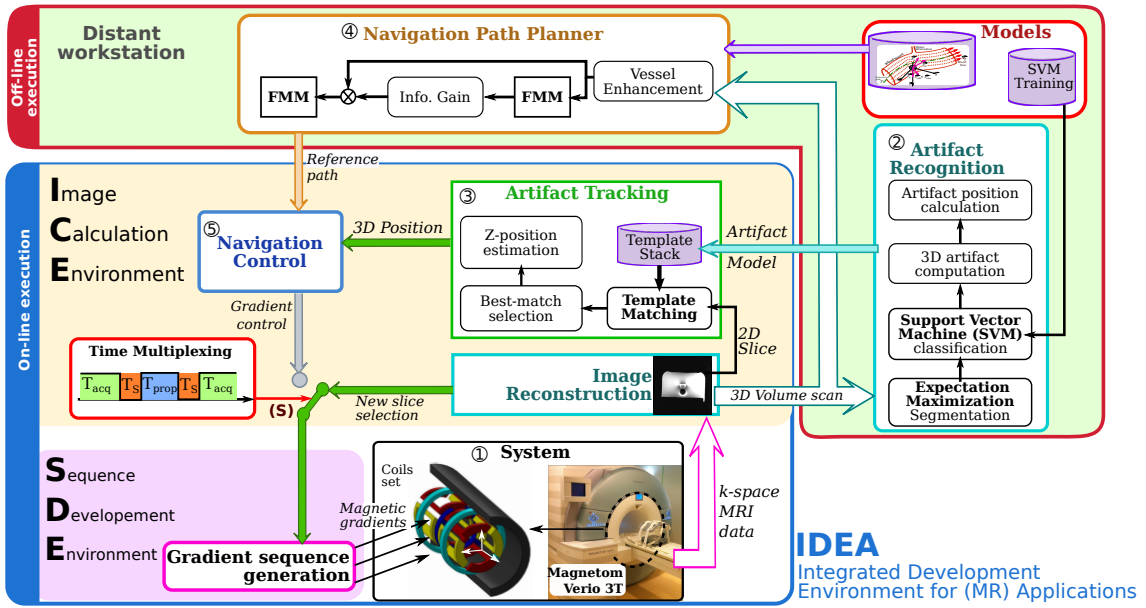 Off-line
execution
Distant
workstation
④ Navigation Path Planner
FMM
Info. Gain
FMM
Vessel
Enhancement
Models
SVM
Training
② Artifact
Recognition
Artifact position
calculation
3D artifact
computation
Support Vector
Machine (SVM)
classification
Expectation
Maximization
Segmentation
On-line execution
Image
Calculation
Environment
Reference
path
⑤ Navigation
Control
3D Position
③ Artifact Tracking
Z-position
estimation
Template
Stack
Best-match
selection
Template
Matching
Artifact
Model
Gradient
control
2D
Slice
Time Multiplexing
Tacq TS Tprop TS Tacq
(S)
New slice
selection
Image
Reconstruction
3D Volume scan
Sequence
Developement
Environment
Gradient sequence
generation
① System
Coils
set
Magnetic
gradients
Magnetom
Verio 3T
k-space
MRI
data
IDEA
Integrated Development
Environment for (MR) Applications